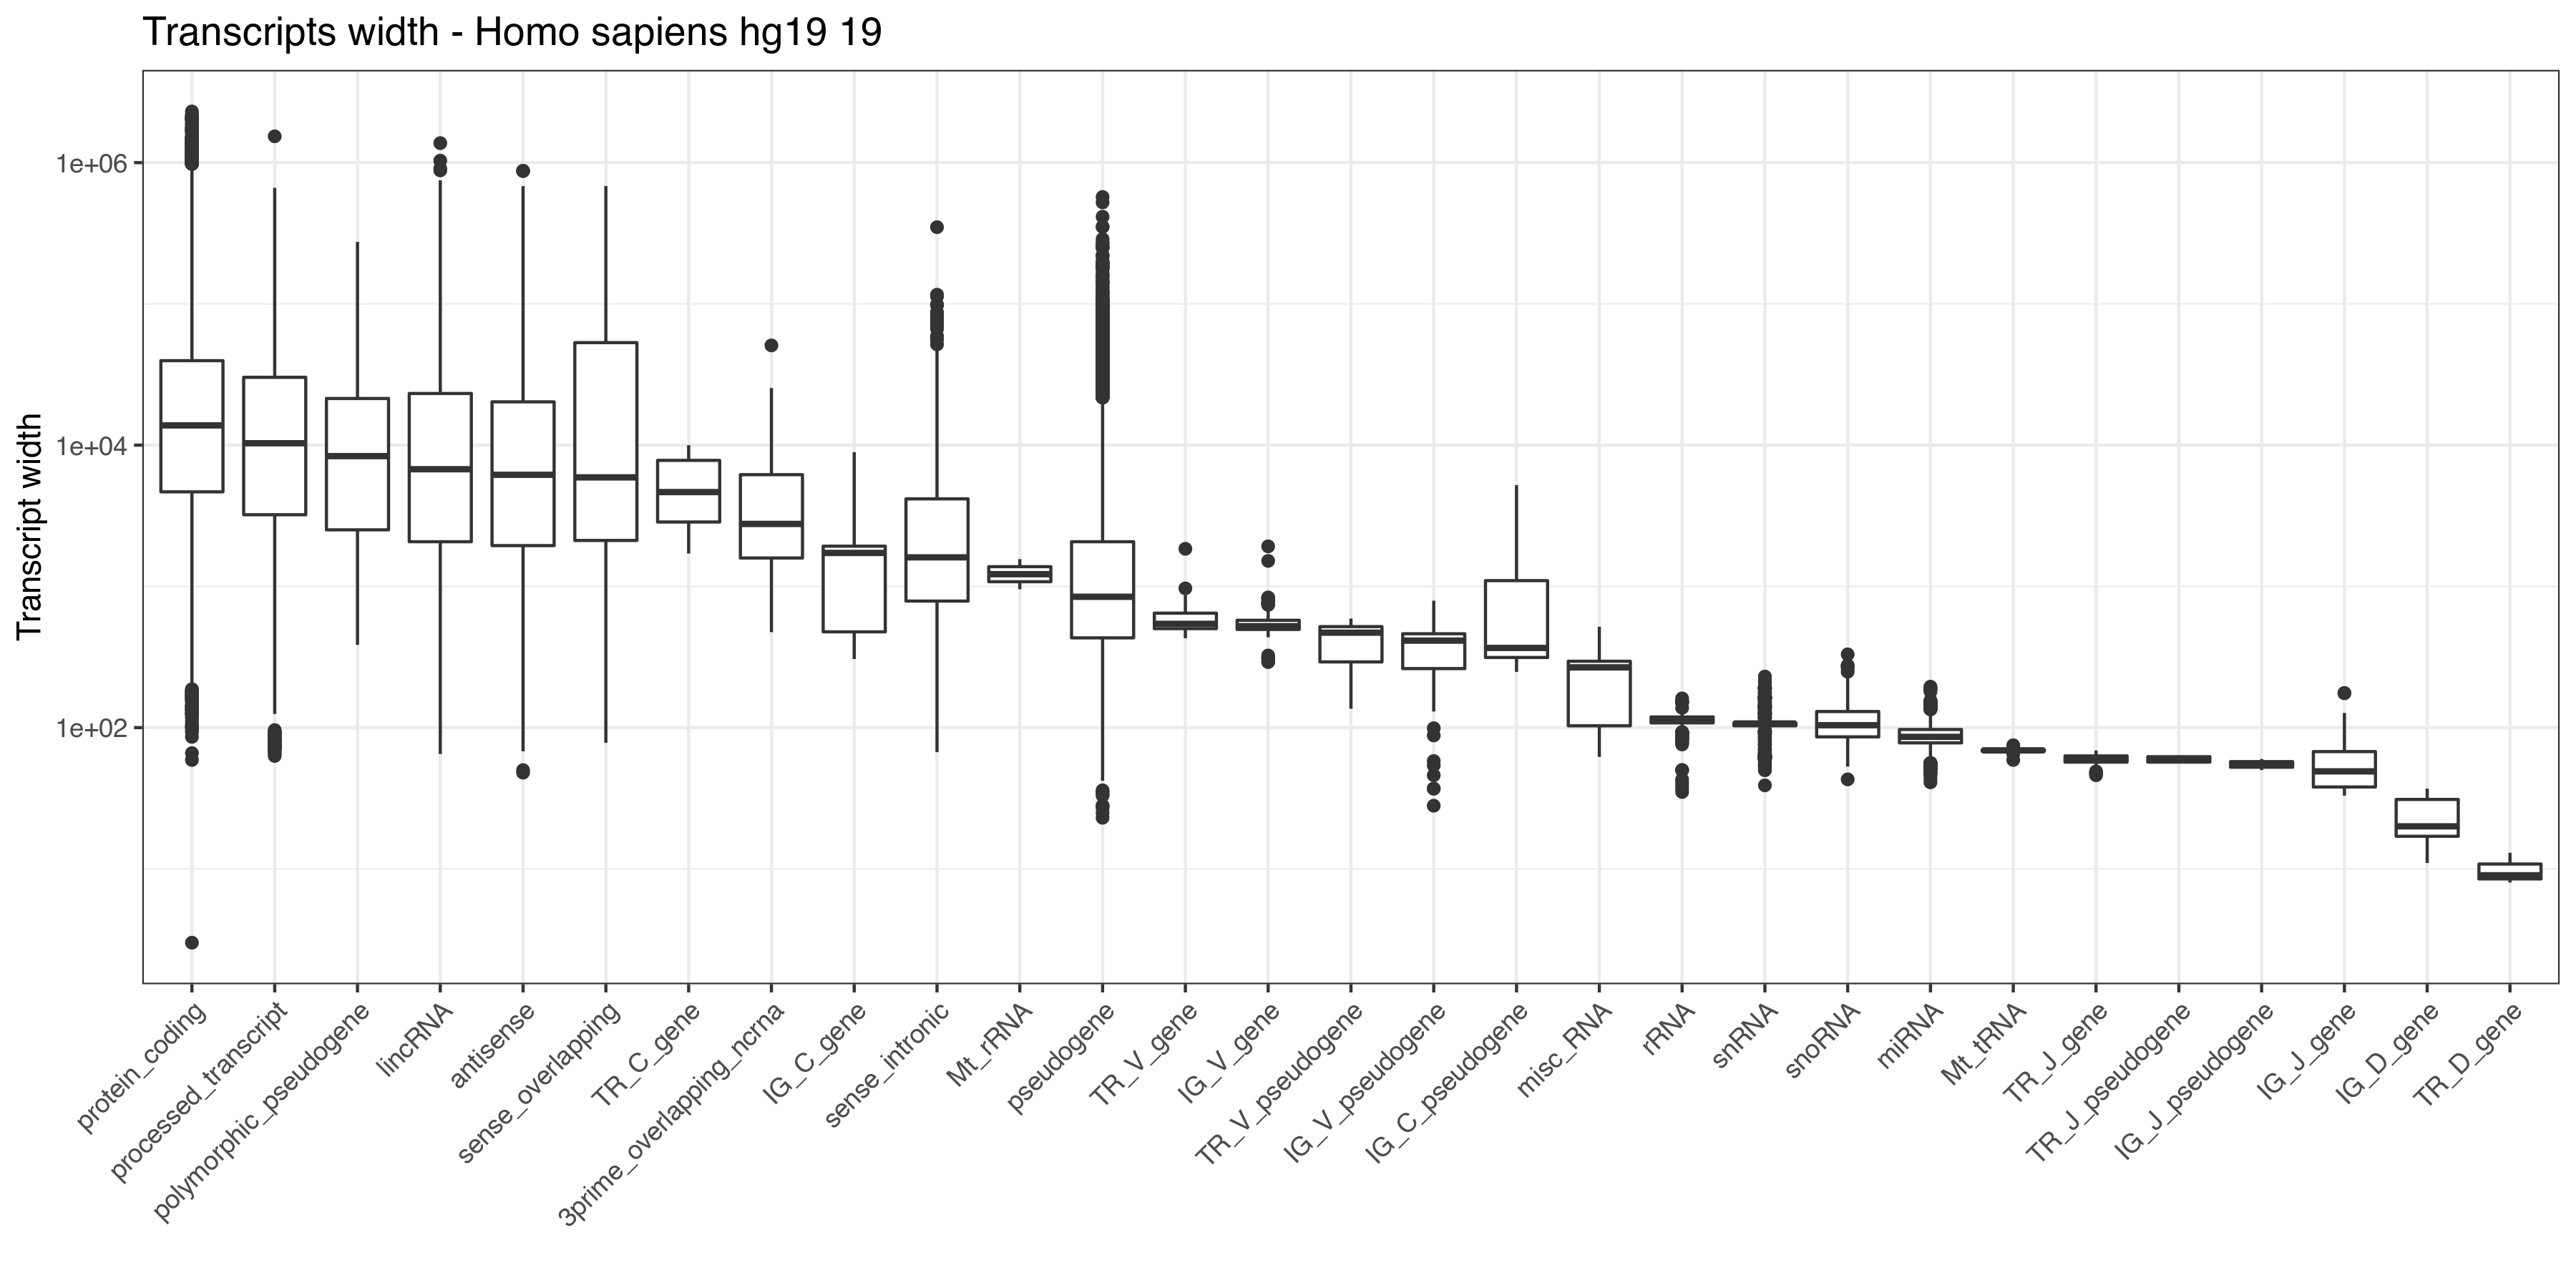 Transcripts width - Homo sapiens hg19 19
Transcript width
1e+06
1e+04
1e+02
protein_coding
processed_transcript
polymorphic_pseudogene
lincRNA
antisense
sense_overlapping
TR_C_gene
3prime_overlapping_ncrna
IG_C_gene
sense_intronic
Mt_rRNA
pseudogene
TR_V_gene
IG_V_gene
TR_V_pseudogene
IG_V_pseudogene
IG_C_pseudogene
misc_RNA
rRNA
snRNA
snoRNA
miRNA
Mt_tRNA
TR_J_gene
TR_J_pseudogene
IG_J_pseudogene
IG_J_gene
IG_D_gene
TR_D_gene